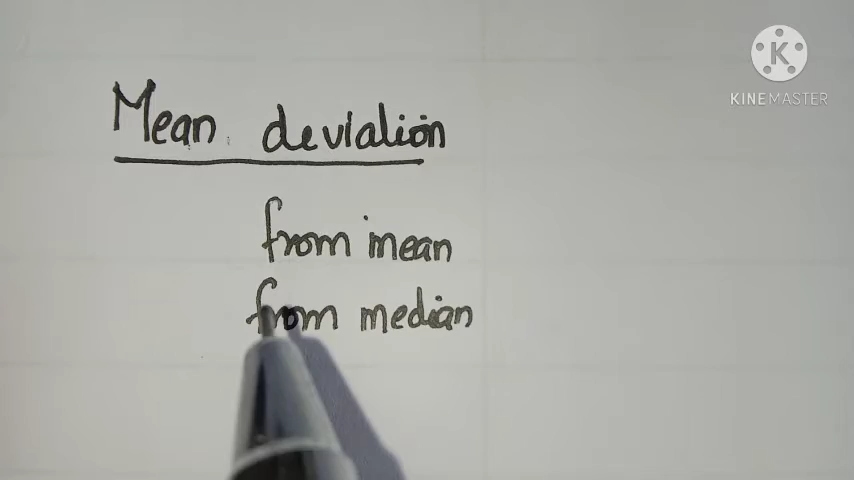 Mean deviation
from mean
from median
K
KINEMASTER